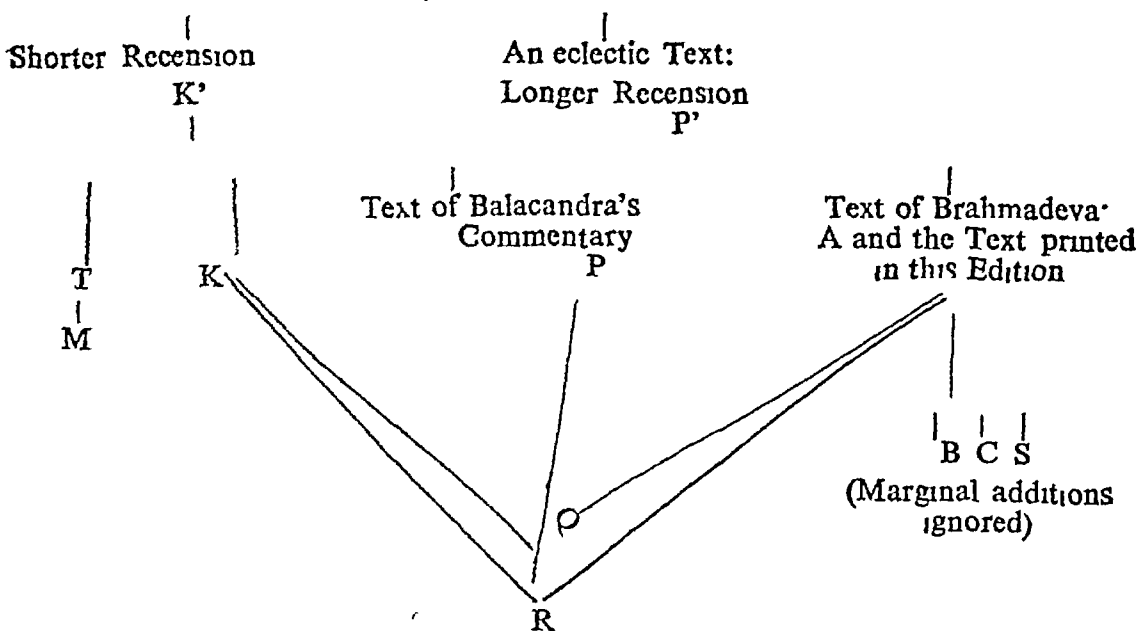 Shorter Recension
K'
An eclectic Text:
Longer Recension
P'
Text of Balacandra's
Commentary
P
Text of Brahmadeva·
A and the Text printed
in this Edition
T
K
M
B C S
(Marginal additions
ignored)
Q
R